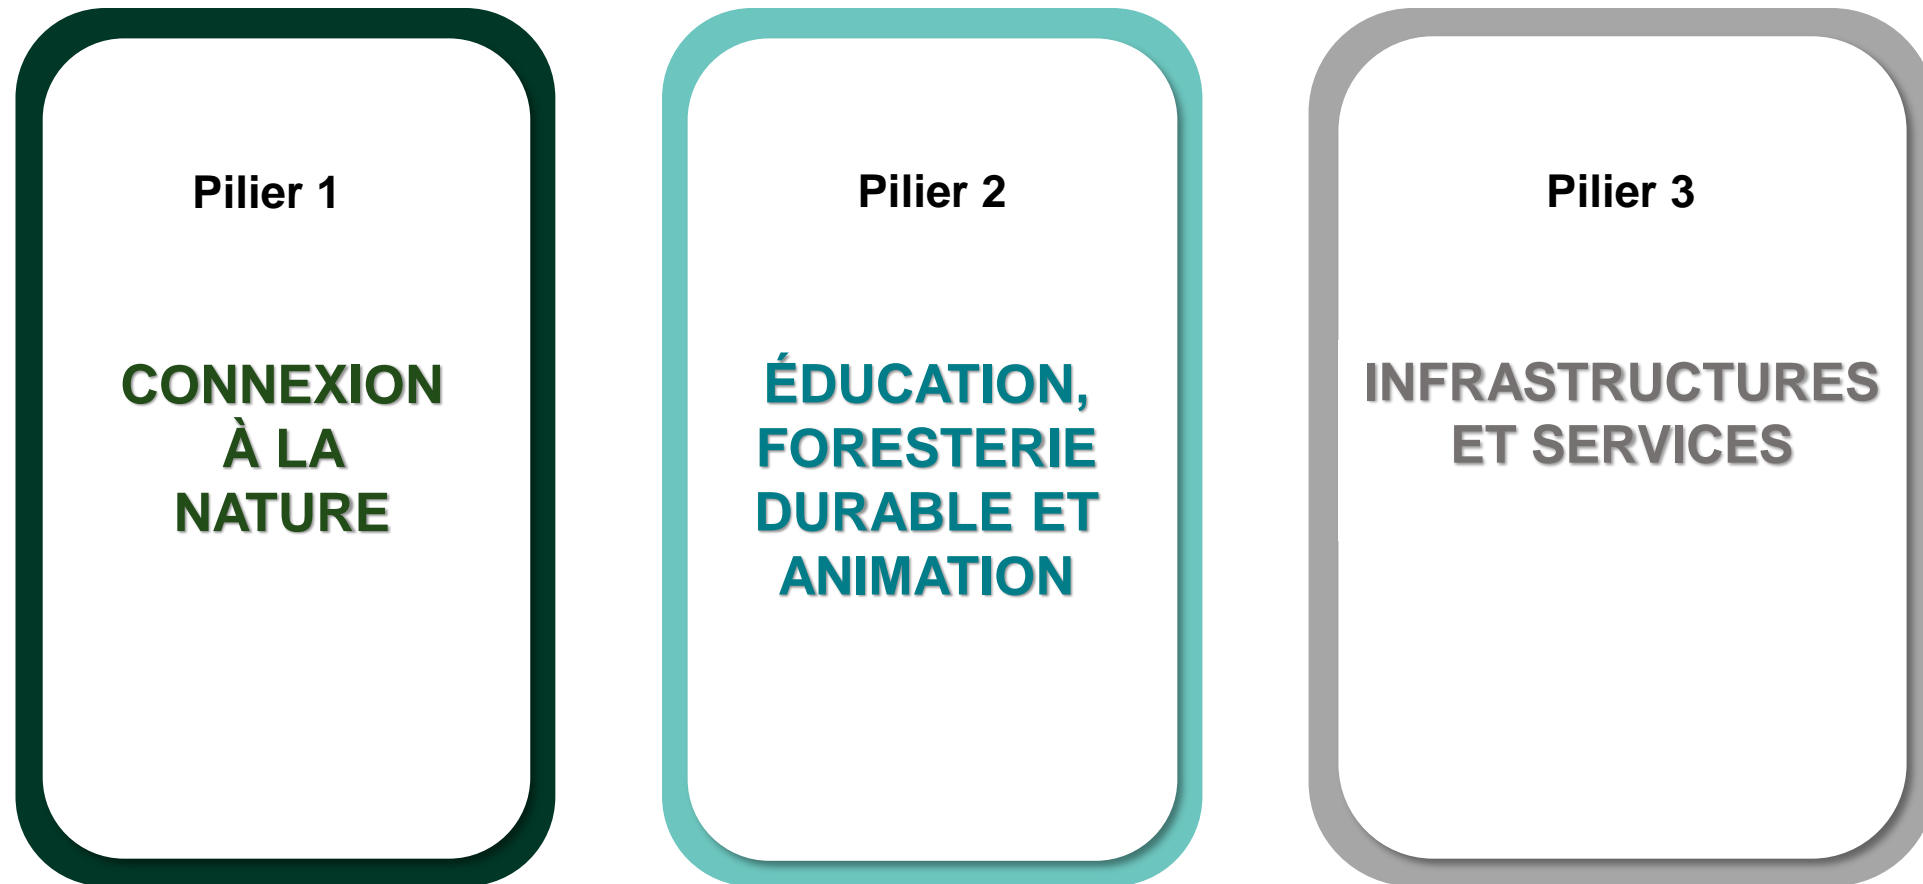 Pilier 1
CONNEXION
À LA
NATURE
Pilier 2
ÉDUCATION,
FORESTERIE
DURABLE ET
ANIMATION
Pilier 3
INFRASTRUCTURES
ET SERVICES